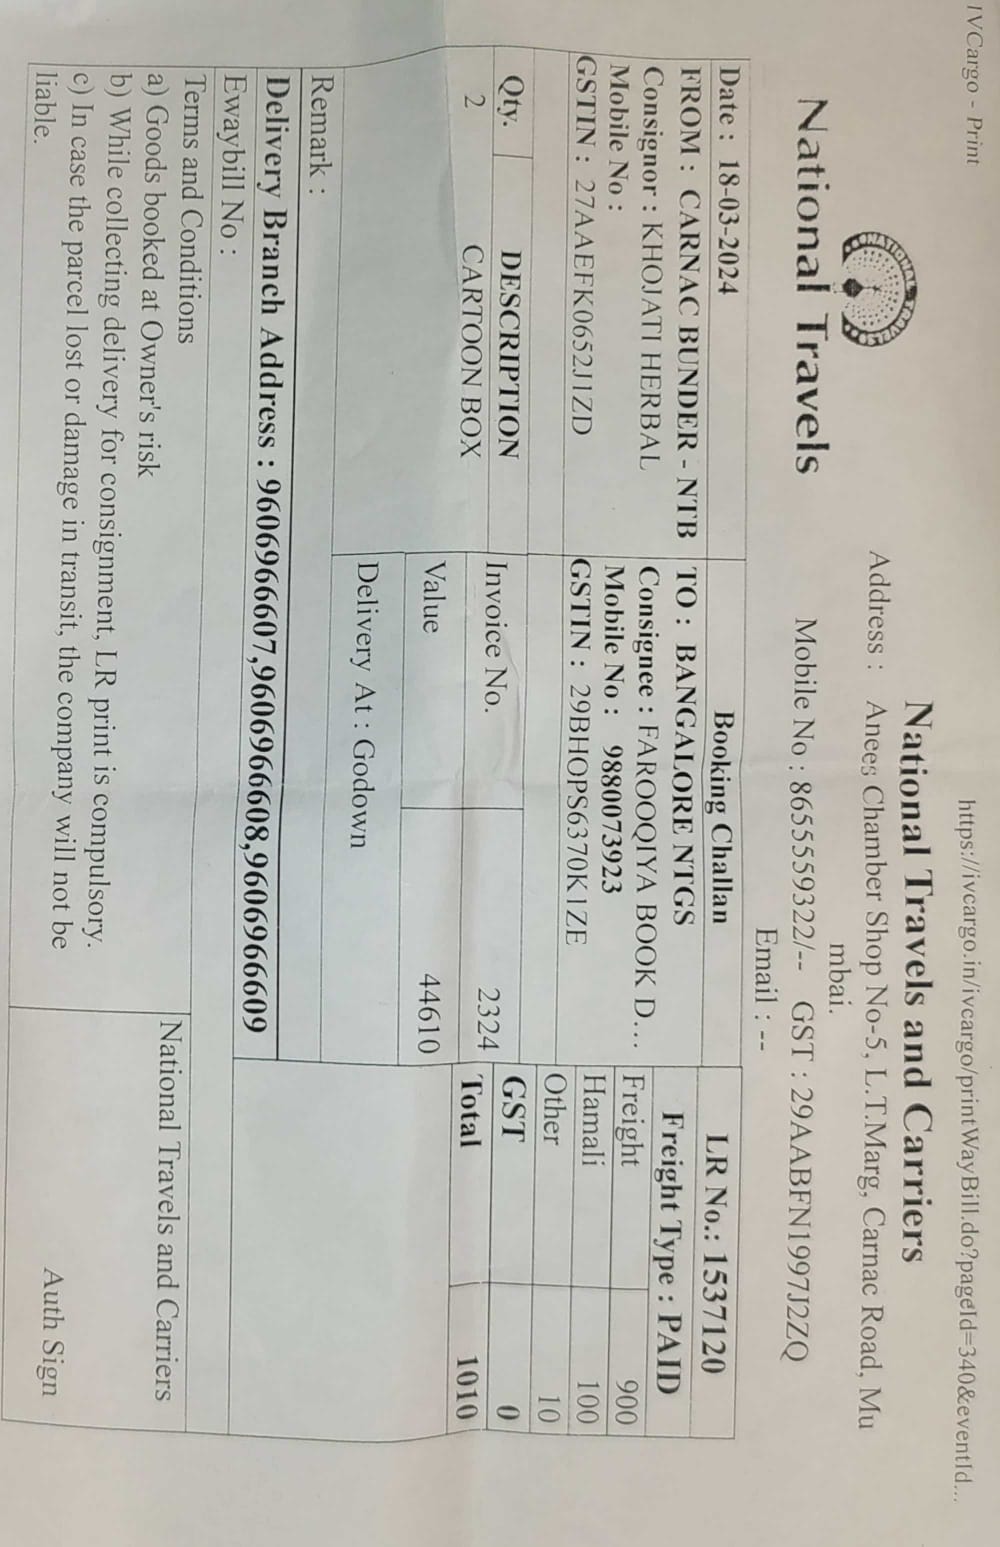 IVCargo - Print
https://ivcargo.in/ivcargo/printWayBill.do?pageId=340&eventId...
NATIONAL TRAVELS
National Travels
National Travels and Carriers
Address : Anees Chamber Shop No-5, L.T.Marg, Carnac Road, Mu
mbai.
Mobile No : 8655559322/-- GST : 29AABFN1997J2ZQ
Email : --
Date : 18-03-2024
Booking Challan
LR No.: 1537120
FROM : CARNAC BUNDER - NTB
TO : BANGALORE NTGS
Freight Type : PAID
Consignor : KHOJATI HERBAL
Consignee : FAROOQIYA BOOK D...
Freight 900
Mobile No :
Mobile No : 9880073923
Hamali 100
GSTIN : 27AAEFK0652J1ZD
GSTIN : 29BHOPS6370K1ZE
Other 10
Qty. DESCRIPTION
Invoice No. 2324
GST 0
2 CARTOON BOX
Value 44610
Total 1010
Delivery At : Godown
Remark :
Delivery Branch Address : 9606966607,9606966608,9606966609
Ewaybill No :
Terms and Conditions
a) Goods booked at Owner's risk
b) While collecting delivery for consignment, LR print is compulsory.
c) In case the parcel lost or damage in transit, the company will not be
liable.
National Travels and Carriers
Auth Sign